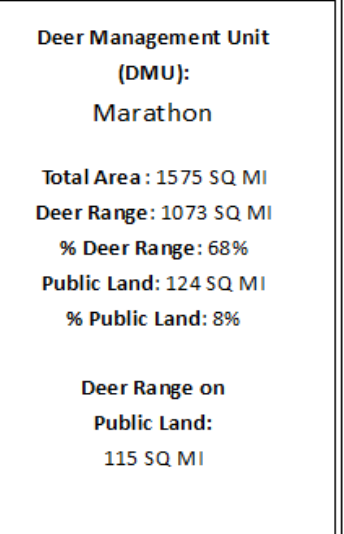 Deer Management Unit
(DMU):
Marathon
Total Area : 1575 SQ MI
Deer Range: 1073 SQ MI
% Deer Range: 68%
Public Land: 124 SQ MI
% Public Land: 8%
Deer Range on
Public Land:
115 SQ MI